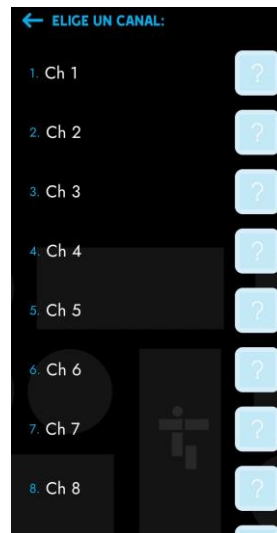 ELIGE UN CANAL:
1. Ch 1
?
2. Ch 2
?
3. Ch 3
?
4. Ch 4
?
5. Ch 5
?
6. Ch 6
?
7. Ch 7
?
8. Ch 8
?